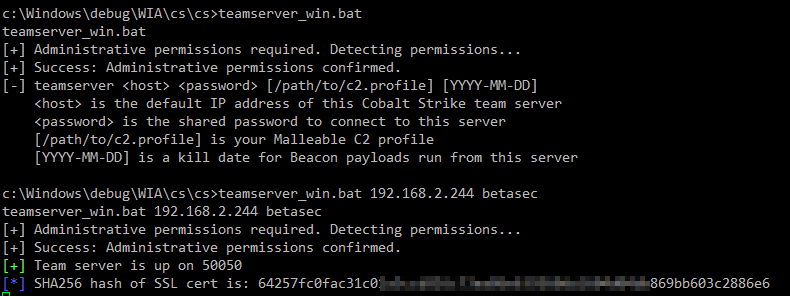 c:\Windows\debug\WIA\cs\cs>teamserver_win.bat
teamserver_win.bat
[+] Administrative permissions required. Detecting permissions...
[+] Success: Administrative permissions confirmed.
[-] teamserver <host> <password> [/path/to/c2.profile] [YYYY-MM-DD]
<host> is the default IP address of this Cobalt Strike team server
<password> is the shared password to connect to this server
[/path/to/c2.profile] is your Malleable C2 profile
[YYYY-MM-DD] is a kill date for Beacon payloads run from this server
c:\Windows\debug\WIA\cs\cs>teamserver_win.bat 192.168.2.244 betasec
teamserver_win.bat 192.168.2.244 betasec
[+] Administrative permissions required. Detecting permissions...
[+] Success: Administrative permissions confirmed.
[+] Team server is up on 50050
[*] SHA256 hash of SSL cert is: 64257fc0fac31c0 869bb603c2886e6